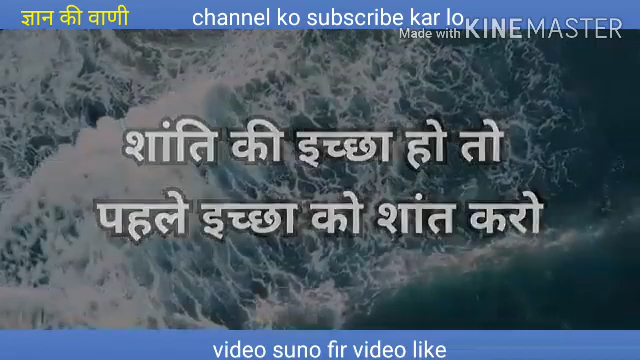 ज्ञान की वाणी channel ko subscribe kar lo
Made with KINEMASTER
शांति की इच्छा हो तो
पहले इच्छा को शांत करो
video suno fir video like